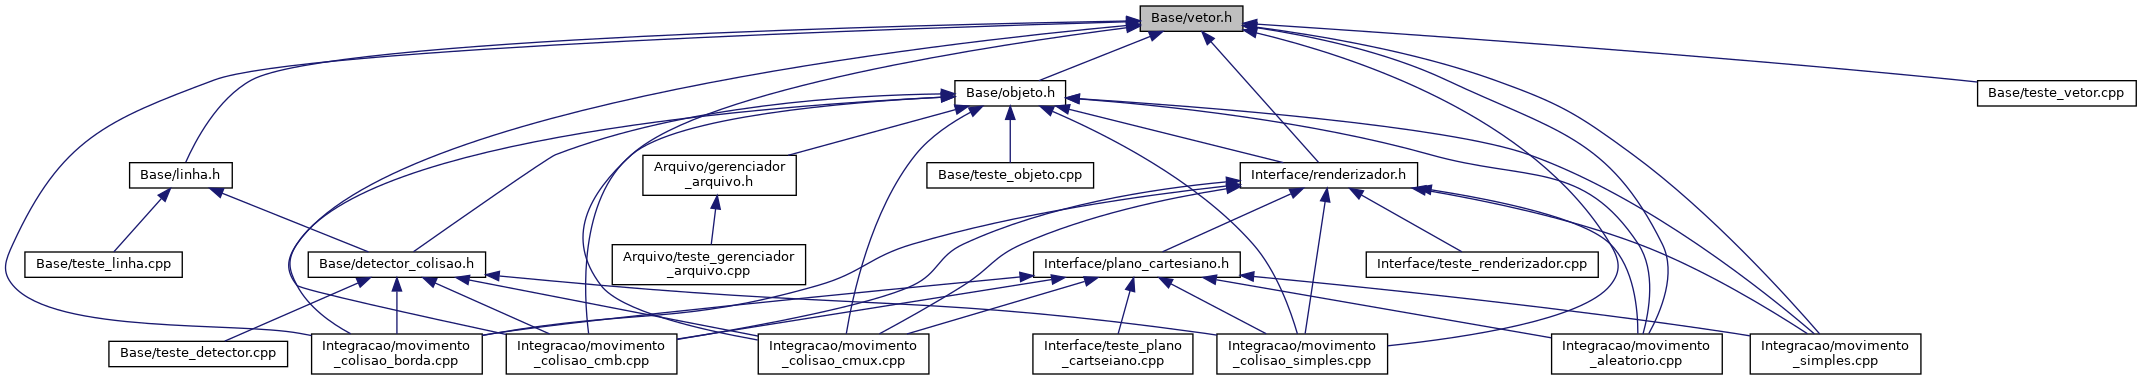 Base/vetor.h
Base/objeto.h
Base/teste_vetor.cpp
Base/linha.h
Arquivo/gerenciador
_arquivo.h
Base/teste_objeto.cpp
Interface/renderizador.h
Base/teste_linha.cpp
Base/detector_colisao.h
Arquivo/teste_gerenciador
_arquivo.cpp
Interface/plano_cartesiano.h
Interface/teste_renderizador.cpp
Base/teste_detector.cpp
Integracao/movimento
_colisao_borda.cpp
Integracao/movimento
_colisao_cmb.cpp
Integracao/movimento
_colisao_cmux.cpp
Interface/teste_plano
_cartseiano.cpp
Integracao/movimento
_colisao_simples.cpp
Integracao/movimento
_aleatorio.cpp
Integracao/movimento
_simples.cpp